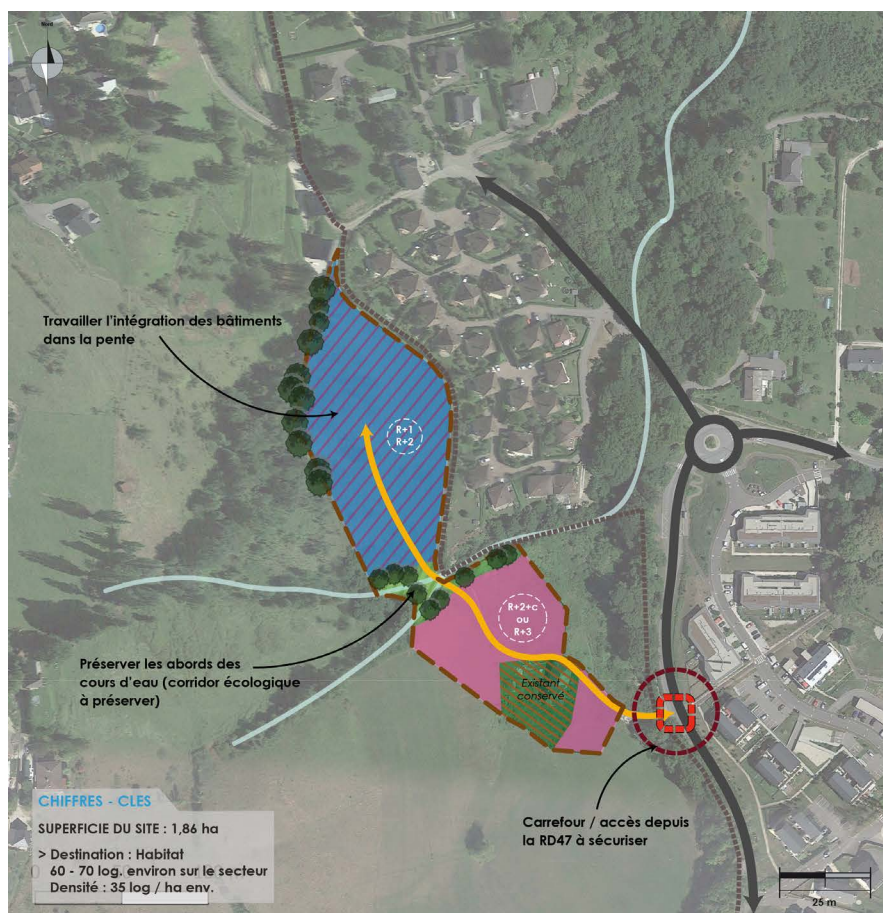 Nord
Travailler l'intégration des bâtiments
dans la pente
R+1
R+2
R+2+c
ou
R+3
Existant
conservé
Préserver les abords des
cours d'eau (corridor écologique
à préserver)
Carrefour / accès depuis
la RD47 à sécuriser
CHIFFRES - CLES
SUPERFICIE DU SITE : 1,86 ha
> Destination : Habitat
60 - 70 log. environ sur le secteur
Densité : 35 log / ha env.
25 m